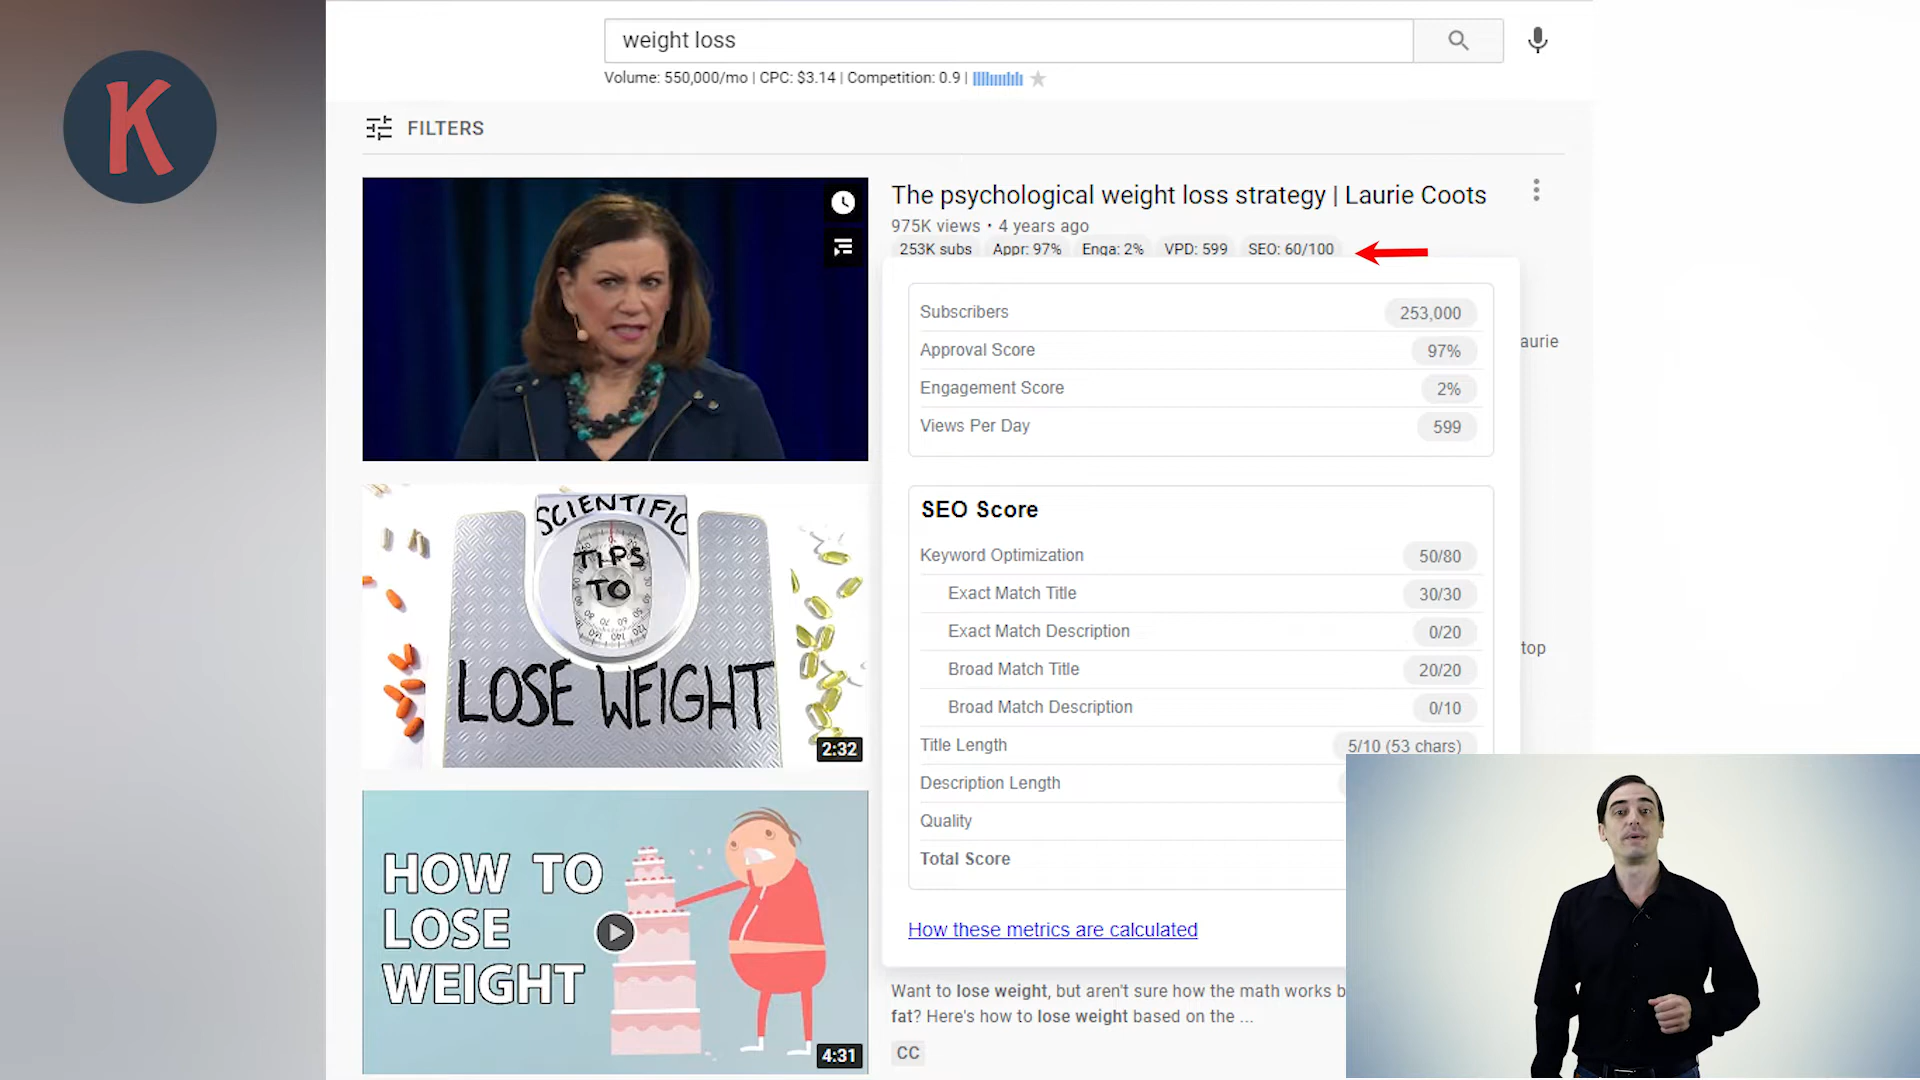 K
weight loss
Volume: 550,000/mo | CPC: $3.14 | Competition: 0.9 |
FILTERS
The psychological weight loss strategy | Laurie Coots
975K views • 4 years ago
253K subs Appr: 97% Enga: 2% VPD: 599 SEO: 60/100
Subscribers 253,000
aurie
Approval Score 97%
Engagement Score 2%
Views Per Day 599
SCIENTIFIC
TIPS
TO
LOSE WEIGHT
2:32
SEO Score
Keyword Optimization 50/80
Exact Match Title 30/30
Exact Match Description 0/20
top
Broad Match Title 20/20
Broad Match Description 0/10
Title Length 5/10 (53 chars)
Description Length
Quality
Total Score
How these metrics are calculated
HOW TO
LOSE
WEIGHT
4:31
Want to lose weight, but aren't sure how the math works b
fat? Here's how to lose weight based on the ...
CC